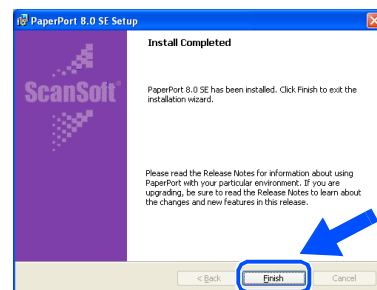 PaperPort 8.0 SE Setup
Install Completed
ScanSoft®
PaperPort 8.0 SE has been installed. Click Finish to exit the
installation wizard.
Please read the Release Notes for information about using
PaperPort with your particular environment. If you are
upgrading, be sure to read the Release Notes to learn about
the changes and new features in this release.
< Back
Finish
Cancel